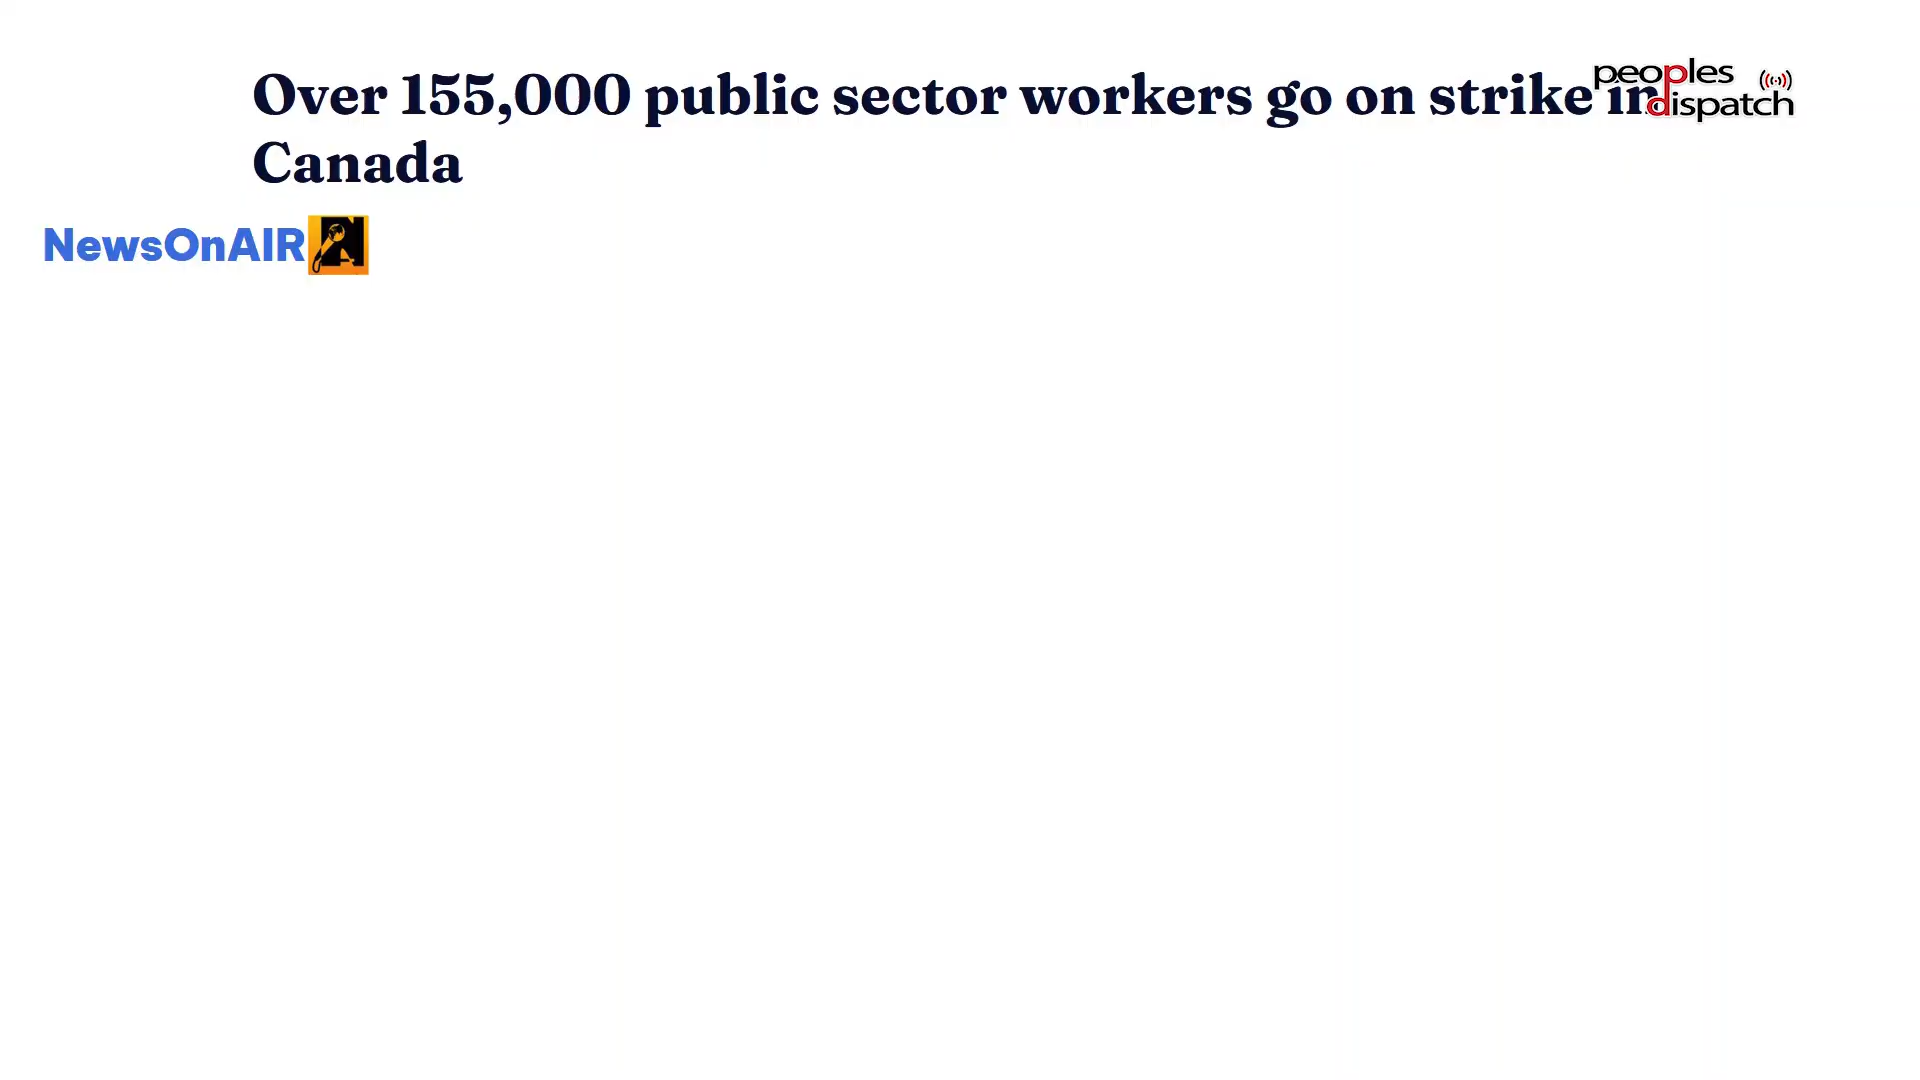 Over 155,000 public sector workers go on strike in
Canada
peoples
dispatch
NewsOnAIR